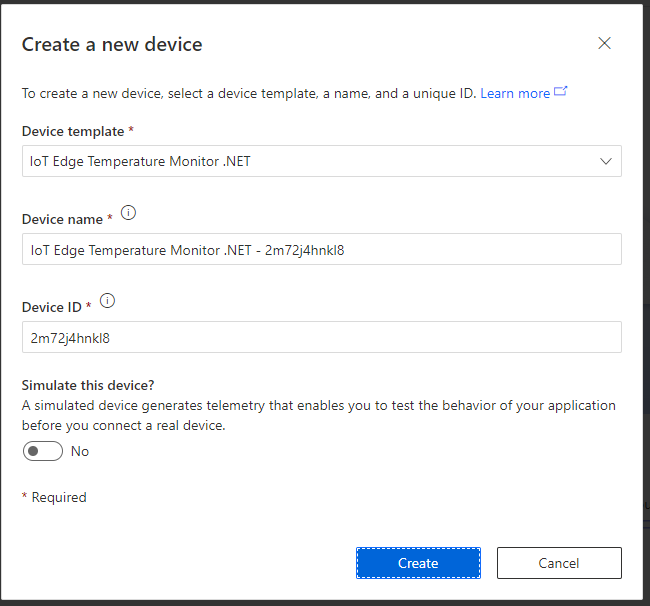 Create a new device
To create a new device, select a device template, a name, and a unique ID. Learn more
Device template *
IoT Edge Temperature Monitor .NET
Device name *
IoT Edge Temperature Monitor .NET - 2m72j4hnkl8
Device ID *
2m72j4hnkl8
Simulate this device?
A simulated device generates telemetry that enables you to test the behavior of your application
before you connect a real device.
No
* Required
Create Cancel